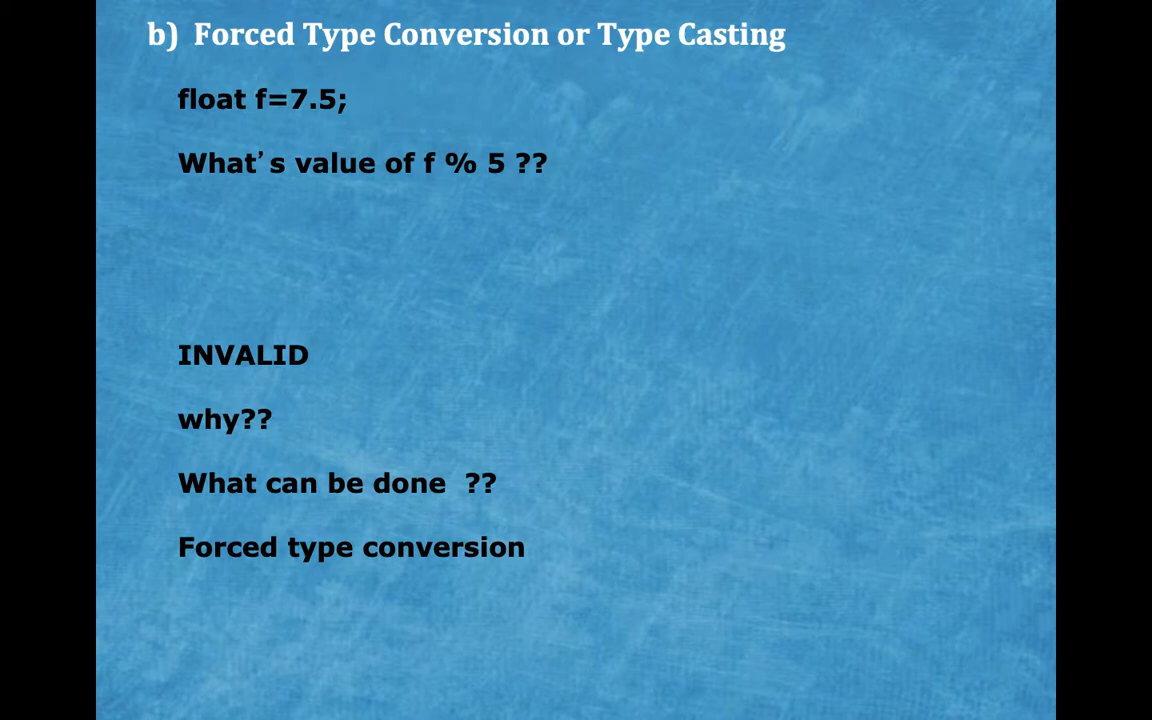 b) Forced Type Conversion or Type Casting
float f=7.5;
What’s value of f % 5 ??
INVALID
why??
What can be done ??
Forced type conversion